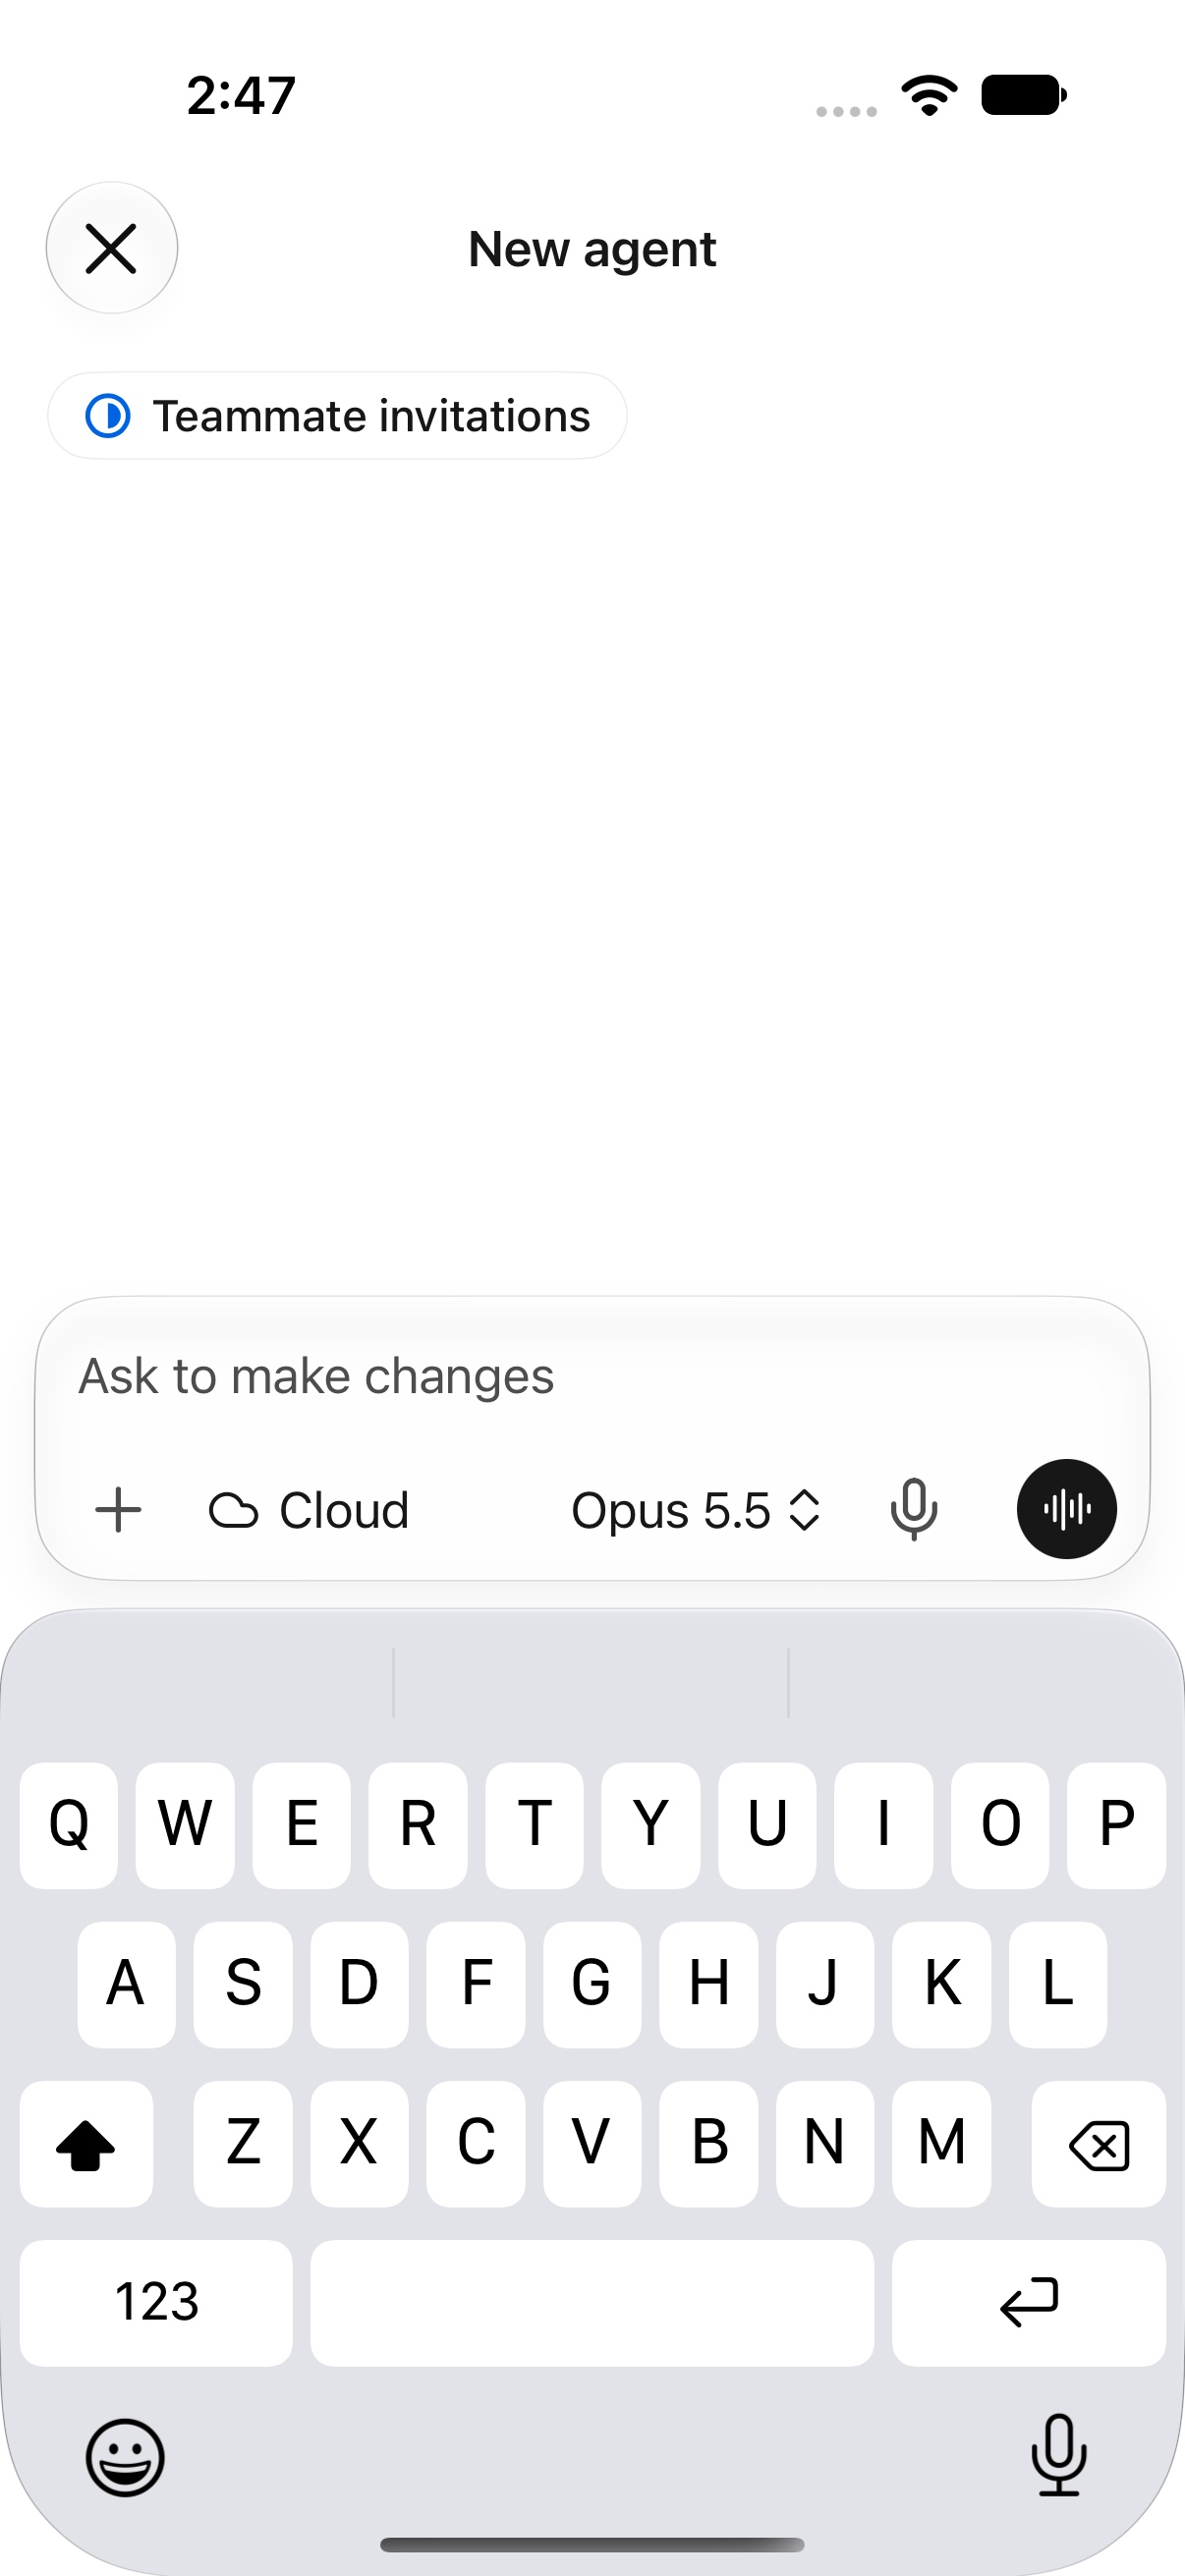 2:47
New agent
Teammate invitations
Ask to make changes
Cloud
Opus 5.5
Q W E R T Y U I O P
A S D F G H J K L
Z X C V B N M
123